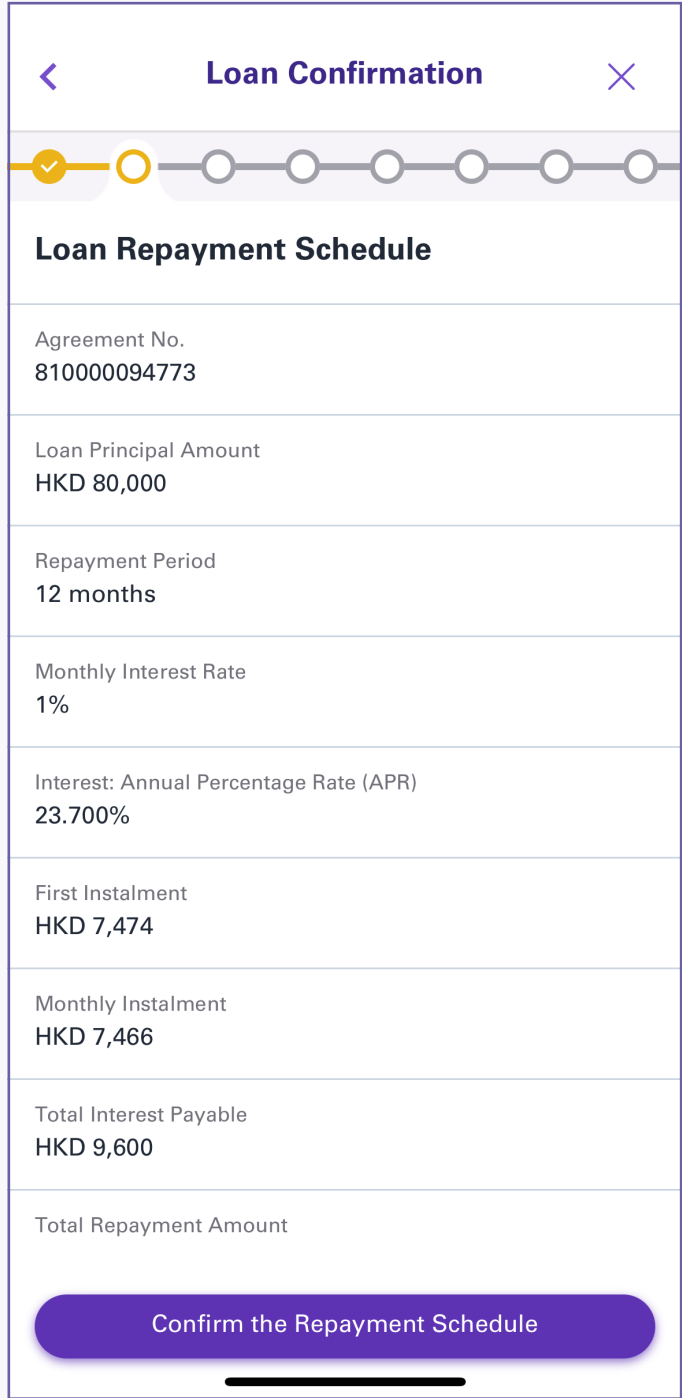 Loan Confirmation
Loan Repayment Schedule
Agreement No.
810000094773
Loan Principal Amount
HKD 80,000
Repayment Period
12 months
Monthly Interest Rate
1%
Interest: Annual Percentage Rate (APR)
23.700%
First Instalment
HKD 7,474
Monthly Instalment
HKD 7,466
Total Interest Payable
HKD 9,600
Total Repayment Amount
Confirm the Repayment Schedule